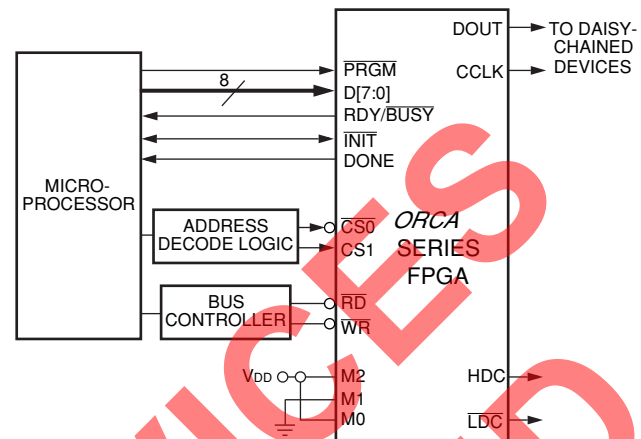 DOUT
TO DAISY-
CHAINED
DEVICES
CCLK
PRGM
8
D[7:0]
RDY/BUSY
INIT
DONE
MICRO-
PROCESSOR
ADDRESS
DECODE LOGIC
CS0
CS1
ORCA
SERIES
FPGA
BUS
CONTROLLER
RD
WR
VDD
M2
M1
M0
HDC
LDC